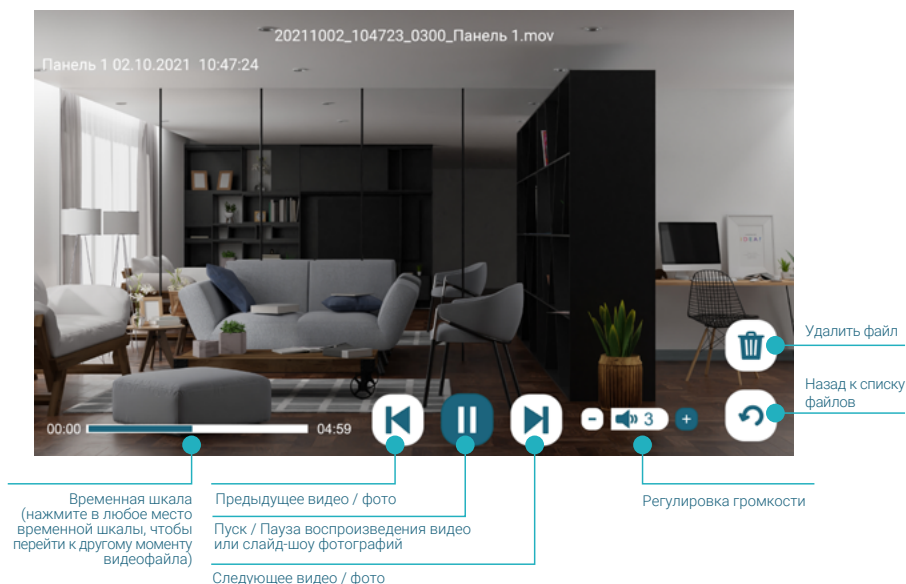 20211002_104723_0300_Панель 1.mov
Панель 1 02.10.2021 10:47:24
Удалить файл
Назад к списку
файлов
00:00
04:59
3
Временная шкала
(нажмите в любое место
временной шкалы, чтобы
перейти к другому моменту
видеофайла)
Предыдущее видео / фото
Пуск / Пауза воспроизведения видео
или слайд-шоу фотографий
Следующее видео / фото
Регулировка громкости